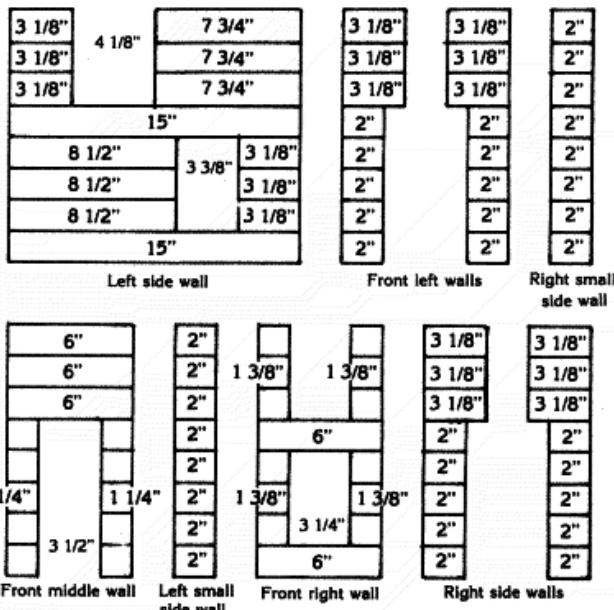 3 1/8" 7 3/4"
4 1/8"
3 1/8" 7 3/4"
3 1/8" 7 3/4"
15"
8 1/2" 3 1/8"
3 3/8"
8 1/2" 3 1/8"
8 1/2" 3 1/8"
15"
Left side wall
3 1/8" 3 1/8"
3 1/8" 3 1/8"
3 1/8" 3 1/8"
2" 2"
2" 2"
2" 2"
2" 2"
2" 2"
Front left walls
2"
2"
2"
2"
2"
2"
2"
2"
Right small
side wall
6"
6"
6"
1/4" 1 1/4"
3 1/2"
Front middle wall
2"
2"
2"
2"
2"
2"
2"
2"
Left small
side wall
1 3/8" 1 3/8"
6"
1 3/8" 1 3/8"
3 1/4"
6"
Front right wall
3 1/8" 3 1/8"
3 1/8" 3 1/8"
3 1/8" 3 1/8"
2" 2"
2" 2"
2" 2"
2" 2"
2" 2"
Right side walls